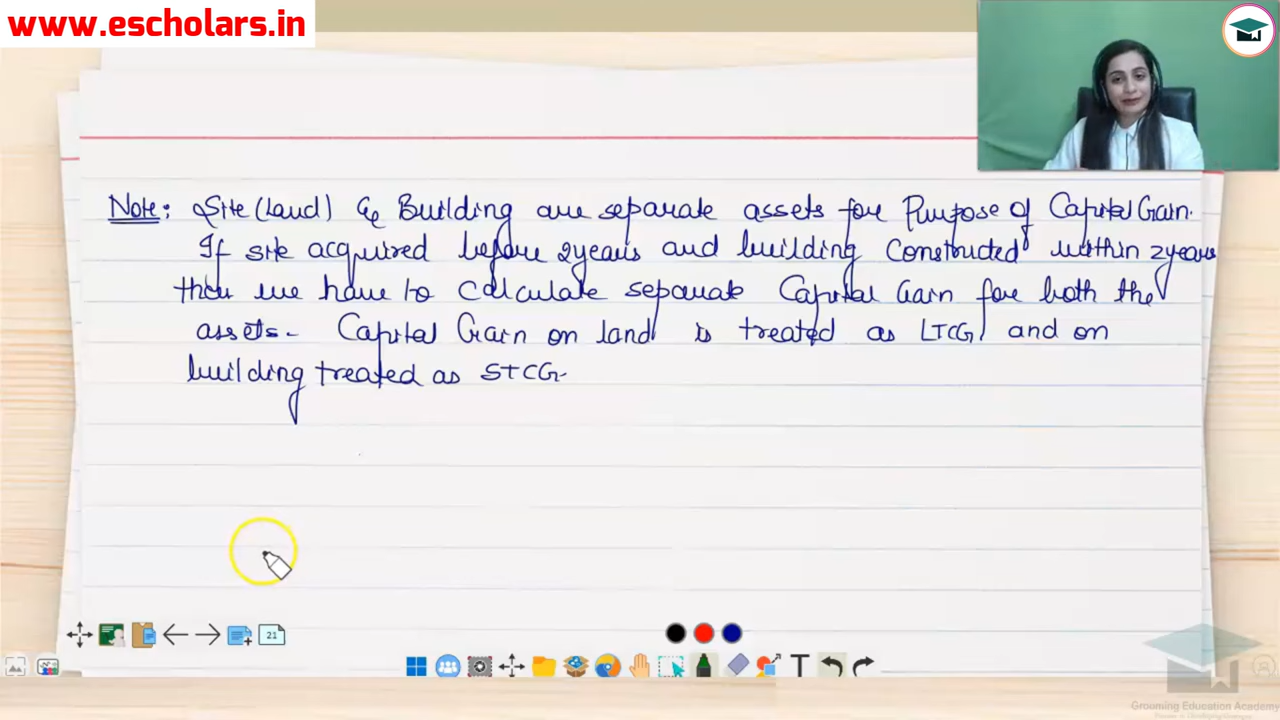 www.escholars.in
Note: Site (Land) & Building are separate assets for Purpose of Capital Gain.
If site acquired before 2years and building Constructed within 2years
then we have to Calculate separate Capital Gain for both the
assets. Capital Gain on land is treated as LTCG and on
building treated as STCG.
21
T
Grooming Education Academy